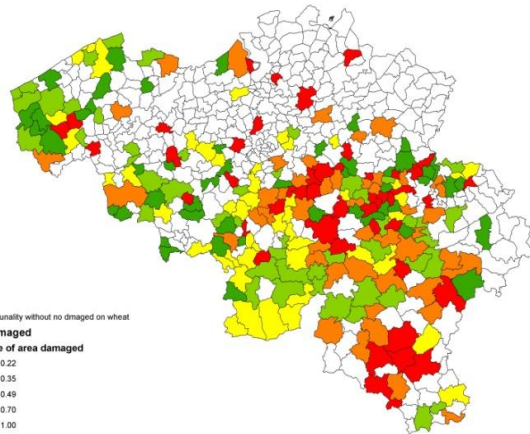 unality without no dmaged on wheat
maged
e of area damaged
0.22
0.35
0.49
0.70
1.00